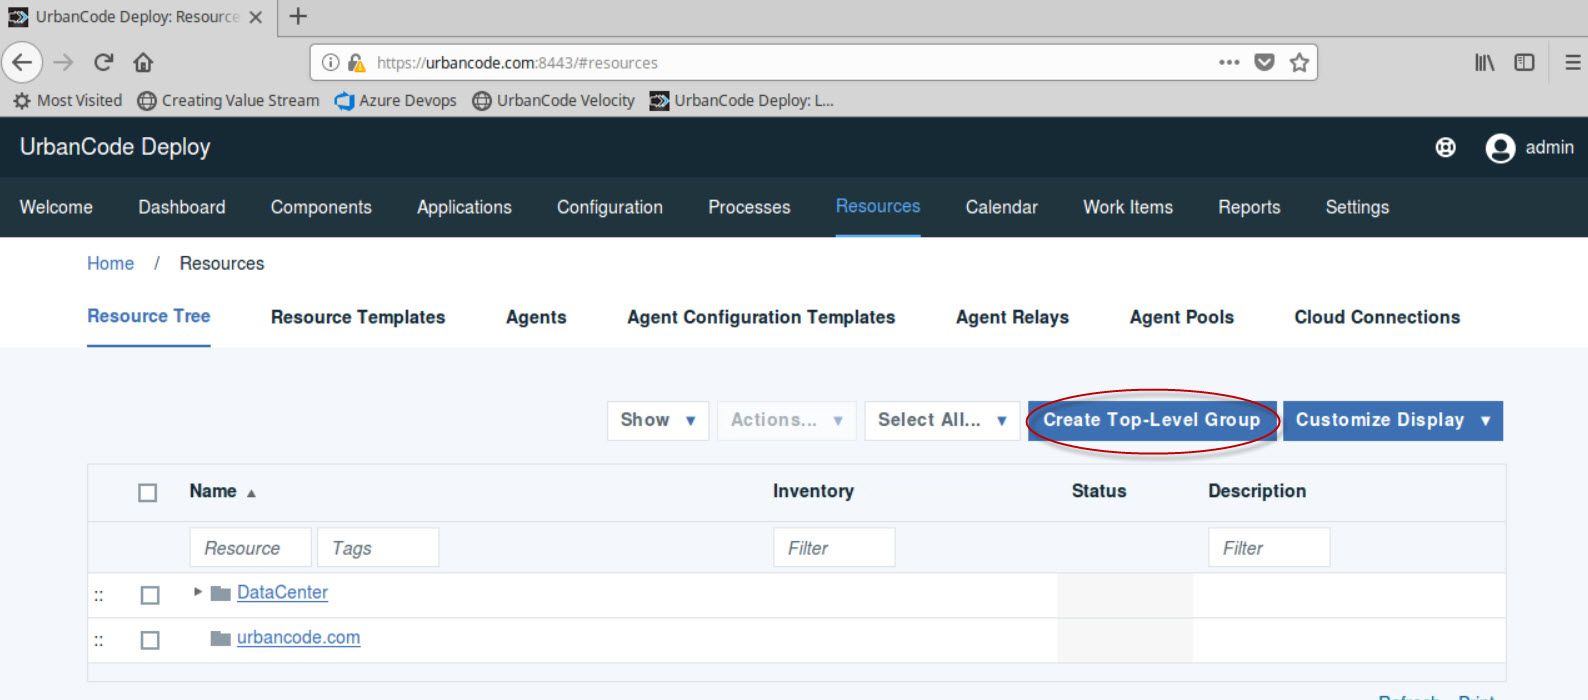 UrbanCode Deploy: Resource
https://urbancode.com:8443/#resources
Most Visited Creating Value Stream Azure Devops UrbanCode Velocity UrbanCode Deploy: L...
UrbanCode Deploy admin
Welcome Dashboard Components Applications Configuration Processes Resources Calendar Work Items Reports Settings
Home / Resources
Resource Tree Resource Templates Agents Agent Configuration Templates Agent Relays Agent Pools Cloud Connections
Show Actions... Select All... Create Top-Level Group Customize Display
Name Inventory Status Description
Resource Tags Filter Filter
DataCenter
urbancode.com
Refresh Print